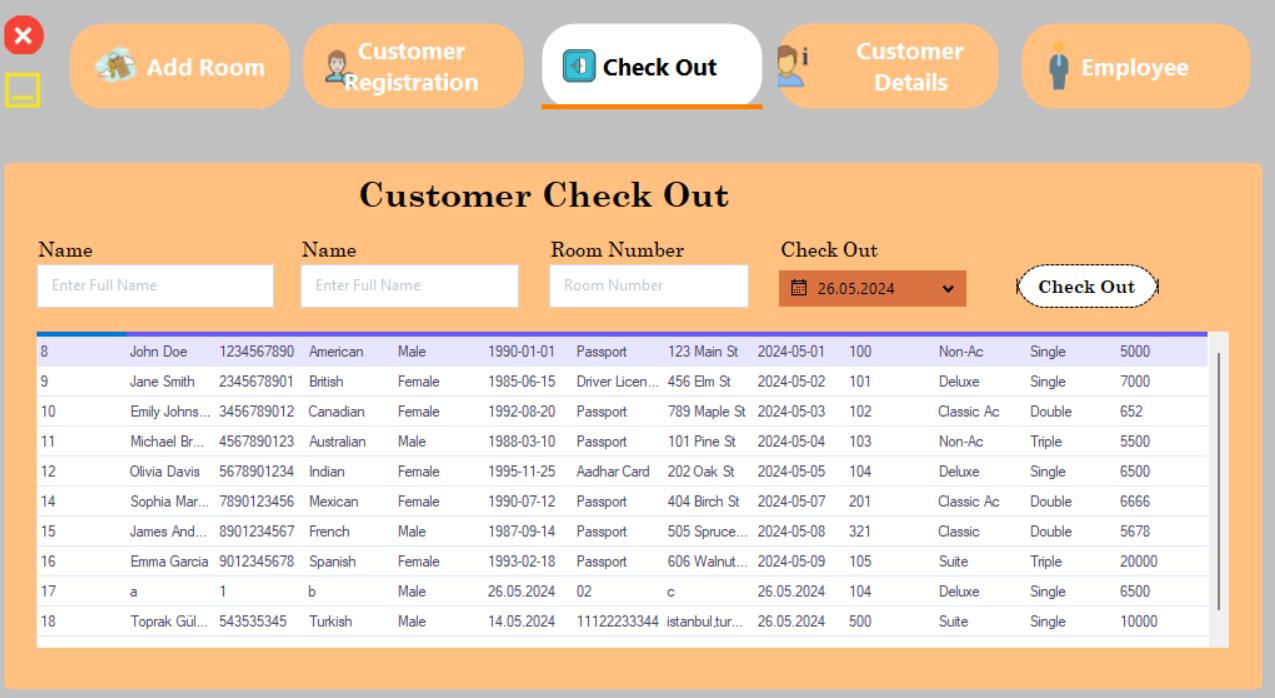 Add Room
Customer
Registration
Check Out
i
Customer
Details
Employee
Customer Check Out
Name Name Room Number Check Out
Enter Full Name Enter Full Name Room Number 26.05.2024 Check Out
8 John Doe 1234567890 American Male 1990-01-01 Passport 123 Main St 2024-05-01 100 Non-Ac Single 5000
9 Jane Smith 2345678901 British Female 1985-06-15 Driver Licen... 456 Elm St 2024-05-02 101 Deluxe Single 7000
10 Emily Johns... 3456789012 Canadian Female 1992-08-20 Passport 789 Maple St 2024-05-03 102 Classic Ac Double 652
11 Michael Br... 4567890123 Australian Male 1988-03-10 Passport 101 Pine St 2024-05-04 103 Non-Ac Triple 5500
12 Olivia Davis 5678901234 Indian Female 1995-11-25 Aadhar Card 202 Oak St 2024-05-05 104 Deluxe Single 6500
14 Sophia Mar... 7890123456 Mexican Female 1990-07-12 Passport 404 Birch St 2024-05-07 201 Classic Ac Double 6666
15 James And... 8901234567 French Male 1987-09-14 Passport 505 Spruce... 2024-05-08 321 Classic Double 5678
16 Emma Garcia 9012345678 Spanish Female 1993-02-18 Passport 606 Walnut... 2024-05-09 105 Suite Triple 20000
17 a 1 b Male 26.05.2024 02 c 26.05.2024 104 Deluxe Single 6500
18 Toprak Gül... 543535345 Turkish Male 14.05.2024 11122233344 istanbul,tur... 26.05.2024 500 Suite Single 10000